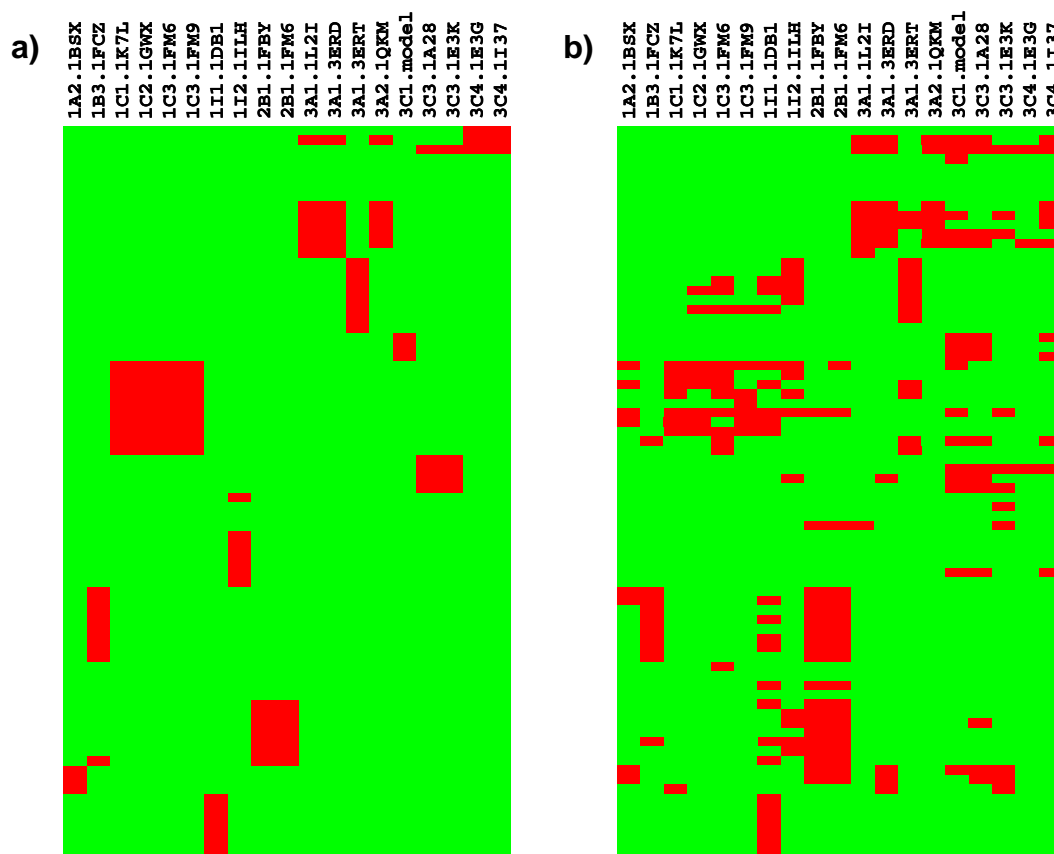 a)
1A2.1BSX
1B3.1FCZ
1C1.1K7L
1C2.1GWX
1C3.1FM6
1C3.1FM9
1I1.1DB1
1I2.1ILH
2B1.1FBY
2B1.1FM6
3A1.1L2I
3A1.3ERD
3A1.3ERT
3A2.1QKM
3C1.model
3C3.1A28
3C3.1E3K
3C4.1E3G
3C4.1I37
b)
1A2.1BSX
1B3.1FCZ
1C1.1K7L
1C2.1GWX
1C3.1FM6
1C3.1FM9
1I1.1DB1
1I2.1ILH
2B1.1FBY
2B1.1FM6
3A1.1L2I
3A1.3ERD
3A1.3ERT
3A2.1QKM
3C1.model
3C3.1A28
3C3.1E3K
3C4.1E3G
3C4.1I37